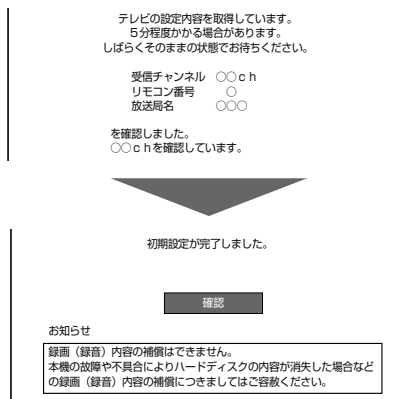 テレビの設定内容を取得しています。
5分程度かかる場合があります。
しばらくそのままの状態でお待ちください。
受信チャンネル ○○ｃｈ
リモコン番号 ○
放送局名 ○○○
を確認しました。
○○ｃｈを確認しています。
初期設定が完了しました。
確認
お知らせ
録画（録音）内容の補償はできません。
本機の故障や不具合によりハードディスクの内容が消失した場合など
の録画（録音）内容の補償につきましてはご容赦ください。